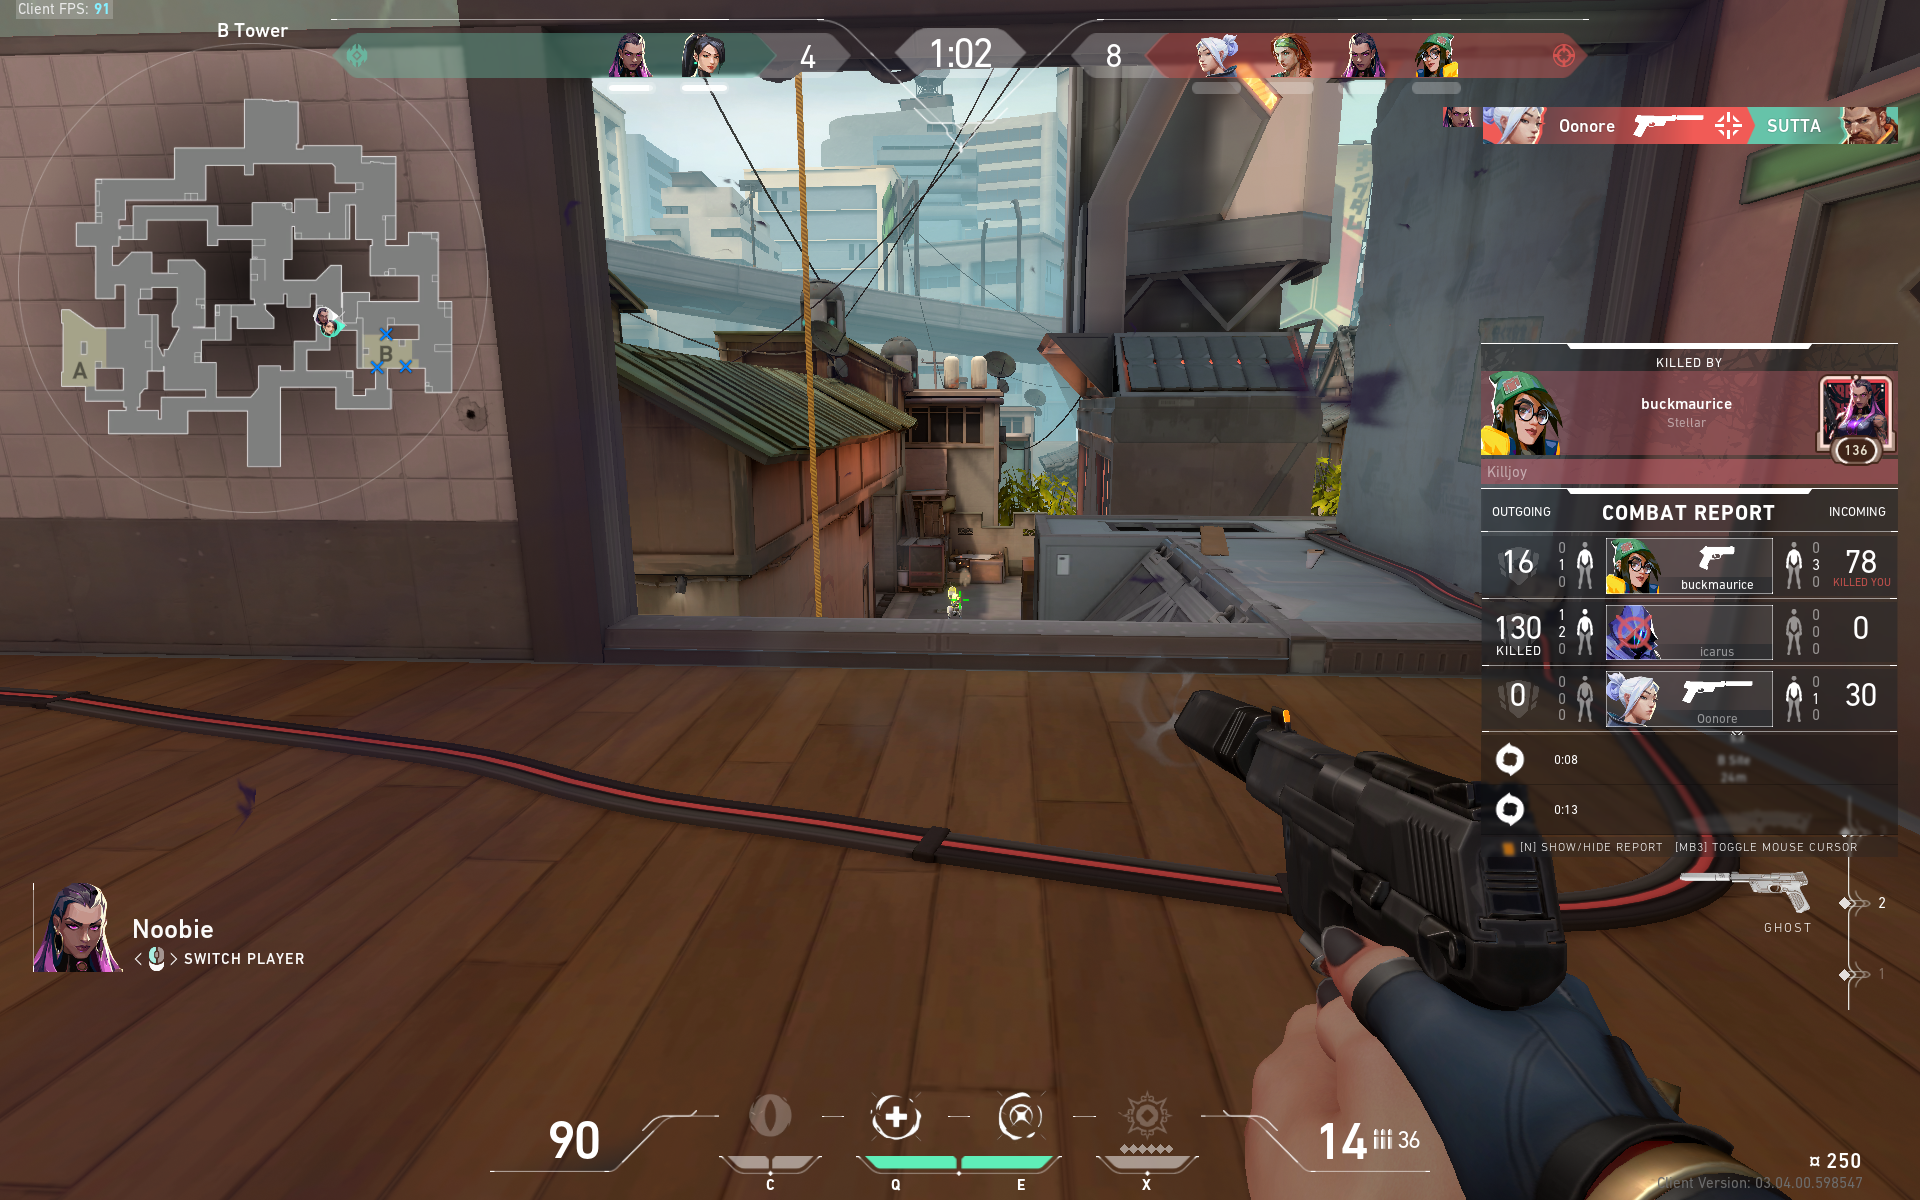 Client FPS: 91
B Tower
4
1:02
8
Oonore
SUTTA
A
B
KILLED BY
buckmaurice
Stellar
136
Killjoy
OUTGOING
COMBAT REPORT
INCOMING
16
0
1
0
buckmaurice
0
3
0
78
KILLED YOU
130
KILLED
1
2
0
icarus
0
0
0
0
0
0
0
0
Oonore
0
1
0
30
0:08
B Site
24m
0:13
[N] SHOW/HIDE REPORT [MB3] TOGGLE MOUSE CURSOR
2
GHOST
1
Noobie
< > SWITCH PLAYER
90
C
Q
E
X
14
36
¤ 250
Client Version: 03.04.00.598547